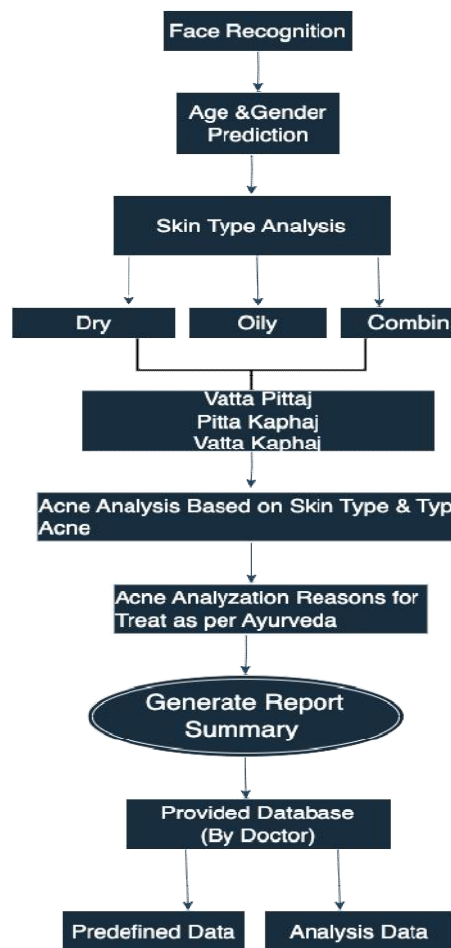 Face Recognition
Age &Gender
Prediction
Skin Type Analysis
Dry
Oily
Combin
Vatta Pittaj
Pitta Kaphaj
Vatta Kaphaj
Acne Analysis Based on Skin Type & Typ
Acne
Acne Analyzation Reasons for
Treat as per Ayurveda
Generate Report
Summary
Provided Database
(By Doctor)
Predefined Data
Analysis Data